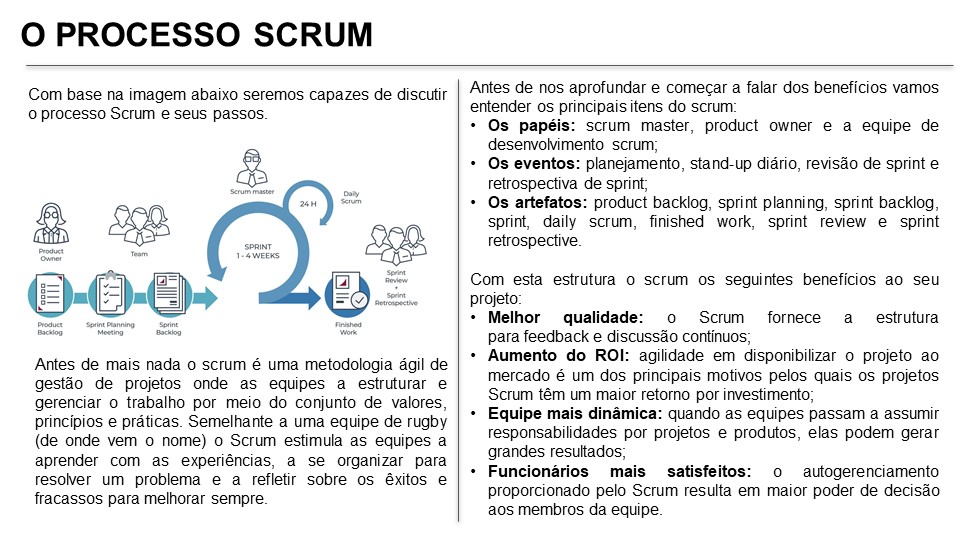 O PROCESSO SCRUM
Com base na imagem abaixo seremos capazes de discutir
o processo Scrum e seus passos.
Scrum master
24 H
Daily
Scrum
Product
Owner
Team
SPRINT
1 - 4 WEEKS
Sprint
Review
+
Sprint
Retrospective
Product
Backlog
Sprint Planning
Meeting
Sprint
Backlog
Finished
Work
Antes de mais nada o scrum é uma metodologia ágil de
gestão de projetos onde as equipes a estruturar e
gerenciar o trabalho por meio do conjunto de valores,
princípios e práticas. Semelhante a uma equipe de rugby
(de onde vem o nome) o Scrum estimula as equipes a
aprender com as experiências, a se organizar para
resolver um problema e a refletir sobre os êxitos e
fracassos para melhorar sempre.
Antes de nos aprofundar e começar a falar dos benefícios vamos
entender os principais itens do scrum:
• Os papéis: scrum master, product owner e a equipe de
desenvolvimento scrum;
• Os eventos: planejamento, stand-up diário, revisão de sprint e
retrospectiva de sprint;
• Os artefatos: product backlog, sprint planning, sprint backlog,
sprint, daily scrum, finished work, sprint review e sprint
retrospective.
Com esta estrutura o scrum os seguintes benefícios ao seu
projeto:
• Melhor qualidade: o Scrum fornece a estrutura
para feedback e discussão contínuos;
• Aumento do ROI: agilidade em disponibilizar o projeto ao
mercado é um dos principais motivos pelos quais os projetos
Scrum têm um maior retorno por investimento;
• Equipe mais dinâmica: quando as equipes passam a assumir
responsabilidades por projetos e produtos, elas podem gerar
grandes resultados;
• Funcionários mais satisfeitos: o autogerenciamento
proporcionado pelo Scrum resulta em maior poder de decisão
aos membros da equipe.